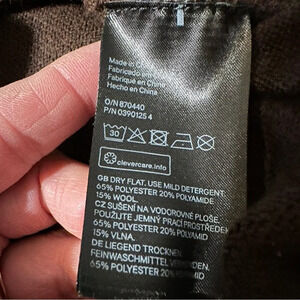 Made in China
Fabricado en China
Fabriqué en Chine
Hecho en China
O/N 870440
P/N 0390125 4
30
clevercare.info
GB DRY FLAT. USE MILD DETERGENT.
65% POLYESTER 20% POLYAMIDE
15% WOOL.
CZ SUŠENÍ NA VODOROVNÉ PLOŠE.
POUŽIJTE JEMNÝ PRACÍ PROSTŘEDEK
65% POLYESTER 20% POLYAMID
15% VLNA.
DE LIEGEND TROCKNEN.
FEINWASCHMITTEL VERWENDEN.
65% POLYESTER 20% POLYAMID